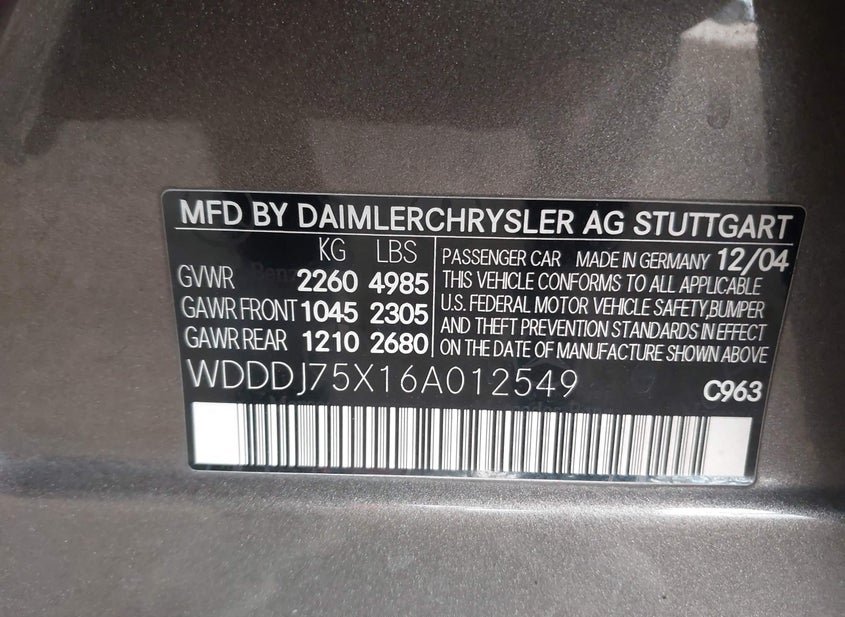 MFD BY DAIMLERCHRYSLER AG STUTTGART
KG LBS
GVWR 2260 4985
GAWR FRONT 1045 2305
GAWR REAR 1210 2680
PASSENGER CAR MADE IN GERMANY 12/04
THIS VEHICLE CONFORMS TO ALL APPLICABLE
U.S. FEDERAL MOTOR VEHICLE SAFETY,BUMPER
AND THEFT PREVENTION STANDARDS IN EFFECT
ON THE DATE OF MANUFACTURE SHOWN ABOVE
WDDDJ75X16A012549
C963